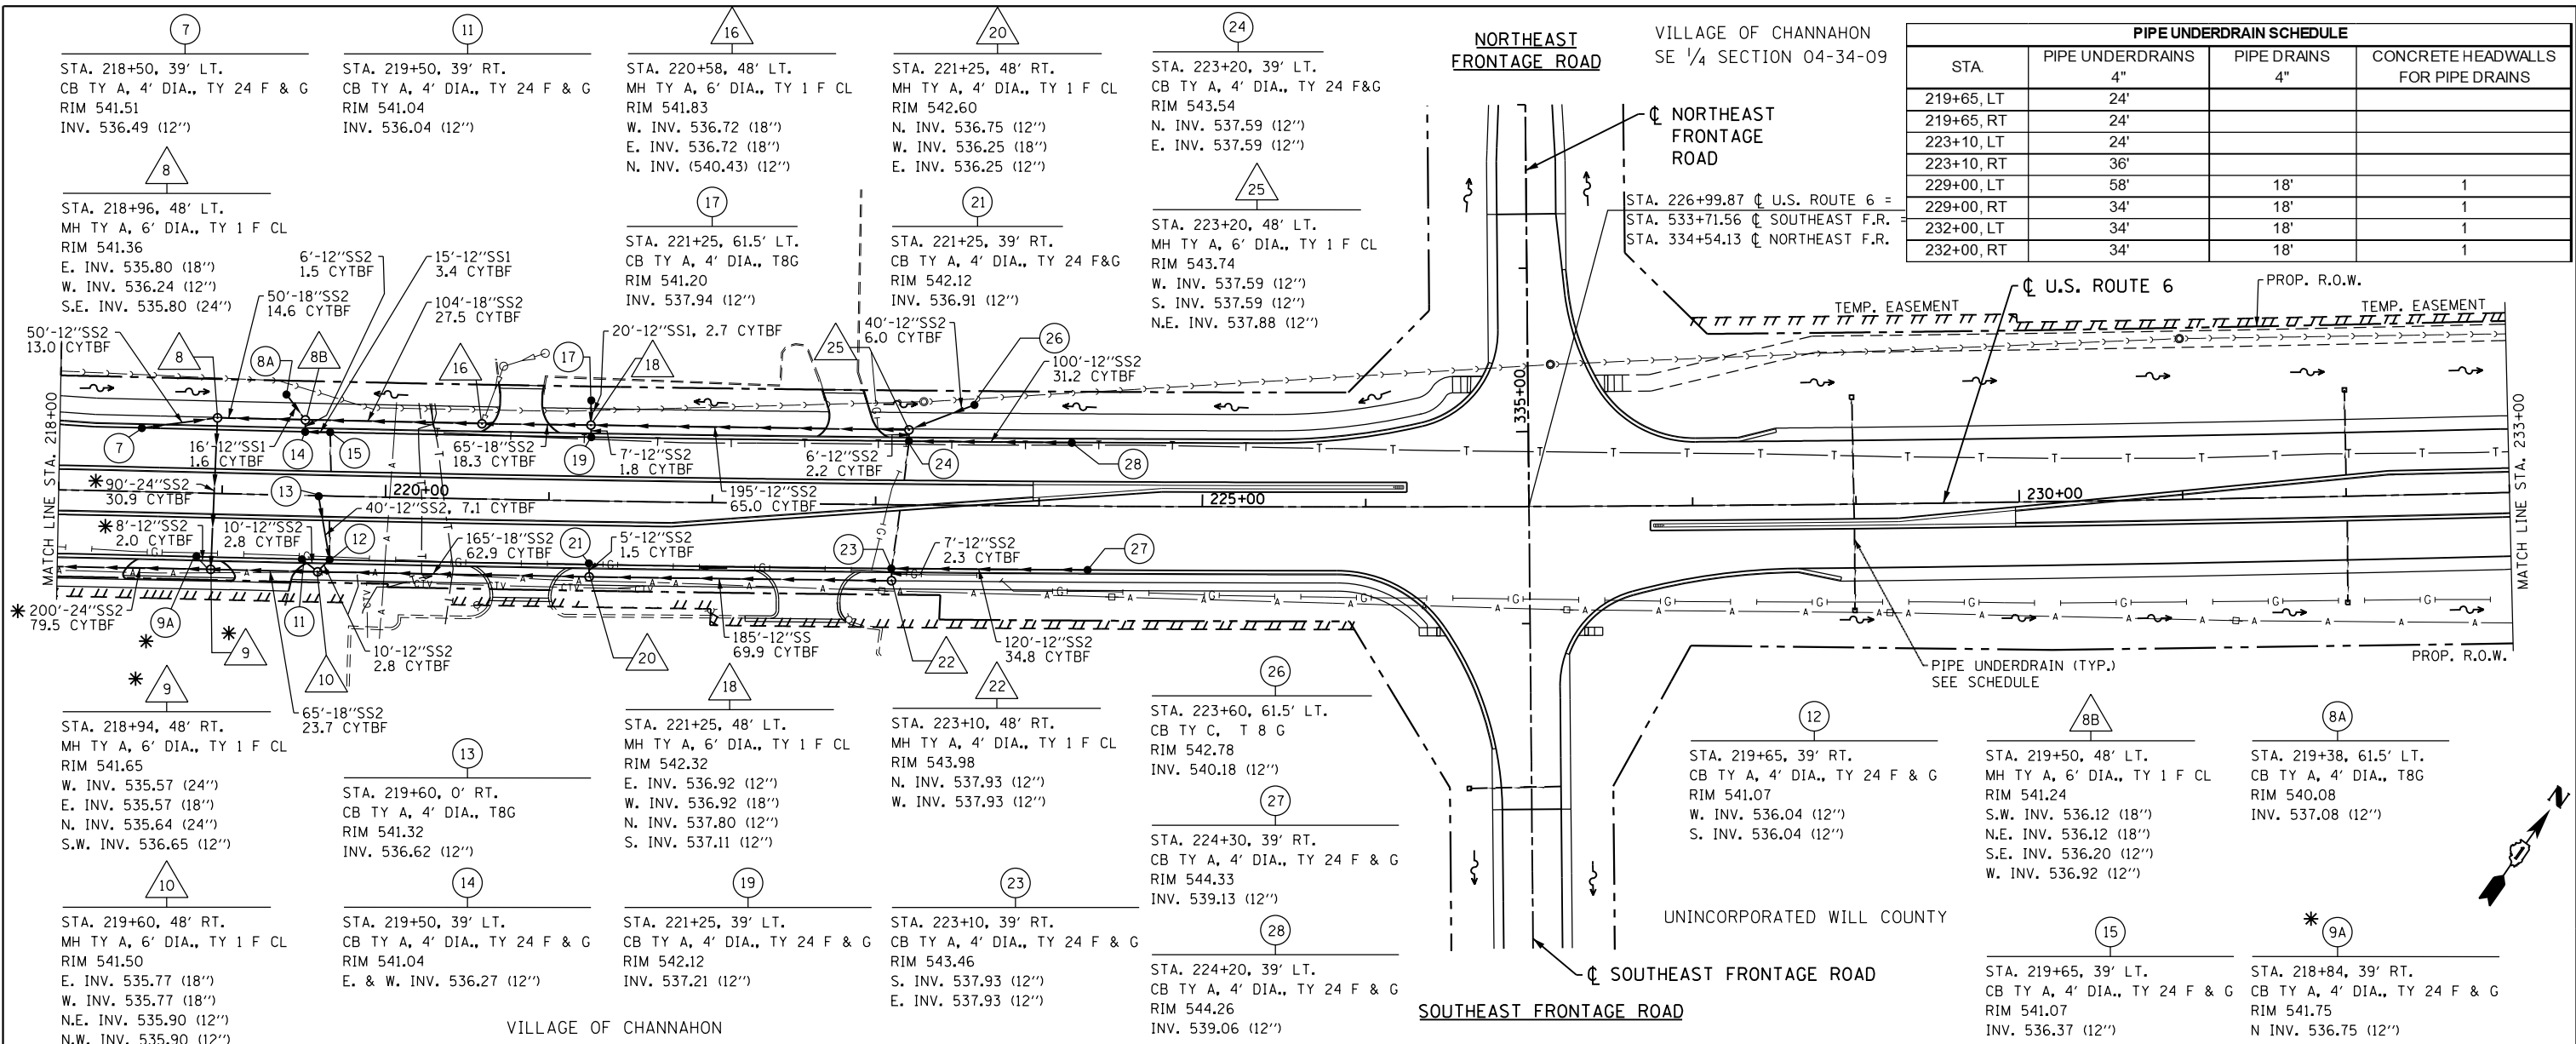 7
STA. 218+50, 39' LT.
CB TY A, 4' DIA., TY 24 F & G
RIM 541.51
INV. 536.49 (12'')
11
STA. 219+50, 39' RT.
CB TY A, 4' DIA., TY 24 F & G
RIM 541.04
INV. 536.04 (12'')
16
STA. 220+58, 48' LT.
MH TY A, 6' DIA., TY 1 F CL
RIM 541.83
W. INV. 536.72 (18'')
E. INV. 536.72 (18'')
N. INV. (540.43) (12'')
20
STA. 221+25, 48' RT.
MH TY A, 4' DIA., TY 1 F CL
RIM 542.60
N. INV. 536.75 (12'')
W. INV. 536.25 (18'')
E. INV. 536.25 (12'')
24
STA. 223+20, 39' LT.
CB TY A, 4' DIA., TY 24 F&G
RIM 543.54
N. INV. 537.59 (12'')
E. INV. 537.59 (12'')
NORTHEAST
FRONTAGE ROAD
VILLAGE OF CHANNAHON
SE 1/4 SECTION 04-34-09
PIPE UNDERDRAIN SCHEDULE
STA. PIPE UNDERDRAINS 4" PIPE DRAINS 4" CONCRETE HEADWALLS FOR PIPE DRAINS
219+65, LT 24'
219+65, RT 24'
223+10, LT 24'
223+10, RT 36'
229+00, LT 58' 18' 1
229+00, RT 34' 18' 1
232+00, LT 34' 18' 1
232+00, RT 34' 18' 1
8
STA. 218+96, 48' LT.
MH TY A, 6' DIA., TY 1 F CL
RIM 541.36
E. INV. 535.80 (18'')
W. INV. 536.24 (12'')
S.E. INV. 535.80 (24'')
17
STA. 221+25, 61.5' LT.
CB TY A, 4' DIA., T8G
RIM 541.20
INV. 537.94 (12'')
21
STA. 221+25, 39' RT.
CB TY A, 4' DIA., TY 24 F&G
RIM 542.12
INV. 536.91 (12'')
25
STA. 223+20, 48' LT.
MH TY A, 6' DIA., TY 1 F CL
RIM 543.74
W. INV. 537.59 (12'')
S. INV. 537.59 (12'')
N.E. INV. 537.88 (12'')
℄ NORTHEAST
FRONTAGE
ROAD
STA. 226+99.87 ℄ U.S. ROUTE 6 =
STA. 533+71.56 ℄ SOUTHEAST F.R. =
STA. 334+54.13 ℄ NORTHEAST F.R.
6'-12''SS2
1.5 CYTBF
15'-12''SS1
3.4 CYTBF
50'-18''SS2
14.6 CYTBF
104'-18''SS2
27.5 CYTBF
50'-12''SS2
13.0 CYTBF
8
8A
8B
16
17
20'-12''SS1, 2.7 CYTBF
18
25
40'-12''SS2
6.0 CYTBF
26
100'-12''SS2
31.2 CYTBF
℄ U.S. ROUTE 6
TEMP. EASEMENT
PROP. R.O.W.
TEMP. EASEMENT
MATCH LINE STA. 218+00
7
16'-12''SS1
1.6 CYTBF
14
15
65'-18''SS2
18.3 CYTBF
19
7'-12''SS2
1.8 CYTBF
6'-12''SS2
2.2 CYTBF
24
28
335+00
T T T T T T T T T T
* 90'-24''SS2
30.9 CYTBF
13
220+00
195'-12''SS2
65.0 CYTBF
225+00
230+00
MATCH LINE STA. 233+00
40'-12''SS2, 7.1 CYTBF
* 8'-12''SS2
2.0 CYTBF
10'-12''SS2
2.8 CYTBF
12
165'-18''SS2
62.9 CYTBF
21
5'-12''SS2
1.5 CYTBF
23
7'-12''SS2
2.3 CYTBF
27
G G G G G G G
A A A A A A A
CTV CTV CTV CTV
* 200'-24''SS2
79.5 CYTBF
9A
*
*
9
11
10
10'-12''SS2
2.8 CYTBF
20
185'-12''SS
69.9 CYTBF
22
120'-12''SS2
34.8 CYTBF
65'-18''SS2
23.7 CYTBF
PIPE UNDERDRAIN (TYP.)
SEE SCHEDULE
PROP. R.O.W.
* 9
STA. 218+94, 48' RT.
MH TY A, 6' DIA., TY 1 F CL
RIM 541.65
W. INV. 535.57 (24'')
E. INV. 535.57 (18'')
N. INV. 535.64 (24'')
S.W. INV. 536.65 (12'')
13
STA. 219+60, 0' RT.
CB TY A, 4' DIA., T8G
RIM 541.32
INV. 536.62 (12'')
18
STA. 221+25, 48' LT.
MH TY A, 6' DIA., TY 1 F CL
RIM 542.32
E. INV. 536.92 (12'')
W. INV. 536.92 (18'')
N. INV. 537.80 (12'')
S. INV. 537.11 (12'')
22
STA. 223+10, 48' RT.
MH TY A, 4' DIA., TY 1 F CL
RIM 543.98
N. INV. 537.93 (12'')
W. INV. 537.93 (12'')
26
STA. 223+60, 61.5' LT.
CB TY C, T 8 G
RIM 542.78
INV. 540.18 (12'')
27
STA. 224+30, 39' RT.
CB TY A, 4' DIA., TY 24 F & G
RIM 544.33
INV. 539.13 (12'')
12
STA. 219+65, 39' RT.
CB TY A, 4' DIA., TY 24 F & G
RIM 541.07
W. INV. 536.04 (12'')
S. INV. 536.04 (12'')
8B
STA. 219+50, 48' LT.
MH TY A, 6' DIA., TY 1 F CL
RIM 541.24
S.W. INV. 536.12 (18'')
N.E. INV. 536.12 (18'')
S.E. INV. 536.20 (12'')
W. INV. 536.92 (12'')
8A
STA. 219+38, 61.5' LT.
CB TY A, 4' DIA., T8G
RIM 540.08
INV. 537.08 (12'')
N
10
STA. 219+60, 48' RT.
MH TY A, 6' DIA., TY 1 F CL
RIM 541.50
E. INV. 535.77 (18'')
W. INV. 535.77 (18'')
N.E. INV. 535.90 (12'')
N.W. INV. 535.90 (12'')
14
STA. 219+50, 39' LT.
CB TY A, 4' DIA., TY 24 F & G
RIM 541.04
E. & W. INV. 536.27 (12'')
19
STA. 221+25, 39' LT.
CB TY A, 4' DIA., TY 24 F & G
RIM 542.12
INV. 537.21 (12'')
23
STA. 223+10, 39' RT.
CB TY A, 4' DIA., TY 24 F & G
RIM 543.46
S. INV. 537.93 (12'')
E. INV. 537.93 (12'')
28
STA. 224+20, 39' LT.
CB TY A, 4' DIA., TY 24 F & G
RIM 544.26
INV. 539.06 (12'')
VILLAGE OF CHANNAHON
UNINCORPORATED WILL COUNTY
℄ SOUTHEAST FRONTAGE ROAD
SOUTHEAST FRONTAGE ROAD
15
STA. 219+65, 39' LT.
CB TY A, 4' DIA., TY 24 F & G
RIM 541.07
INV. 536.37 (12'')
* 9A
STA. 218+84, 39' RT.
CB TY A, 4' DIA., TY 24 F & G
RIM 541.75
N INV. 536.75 (12'')